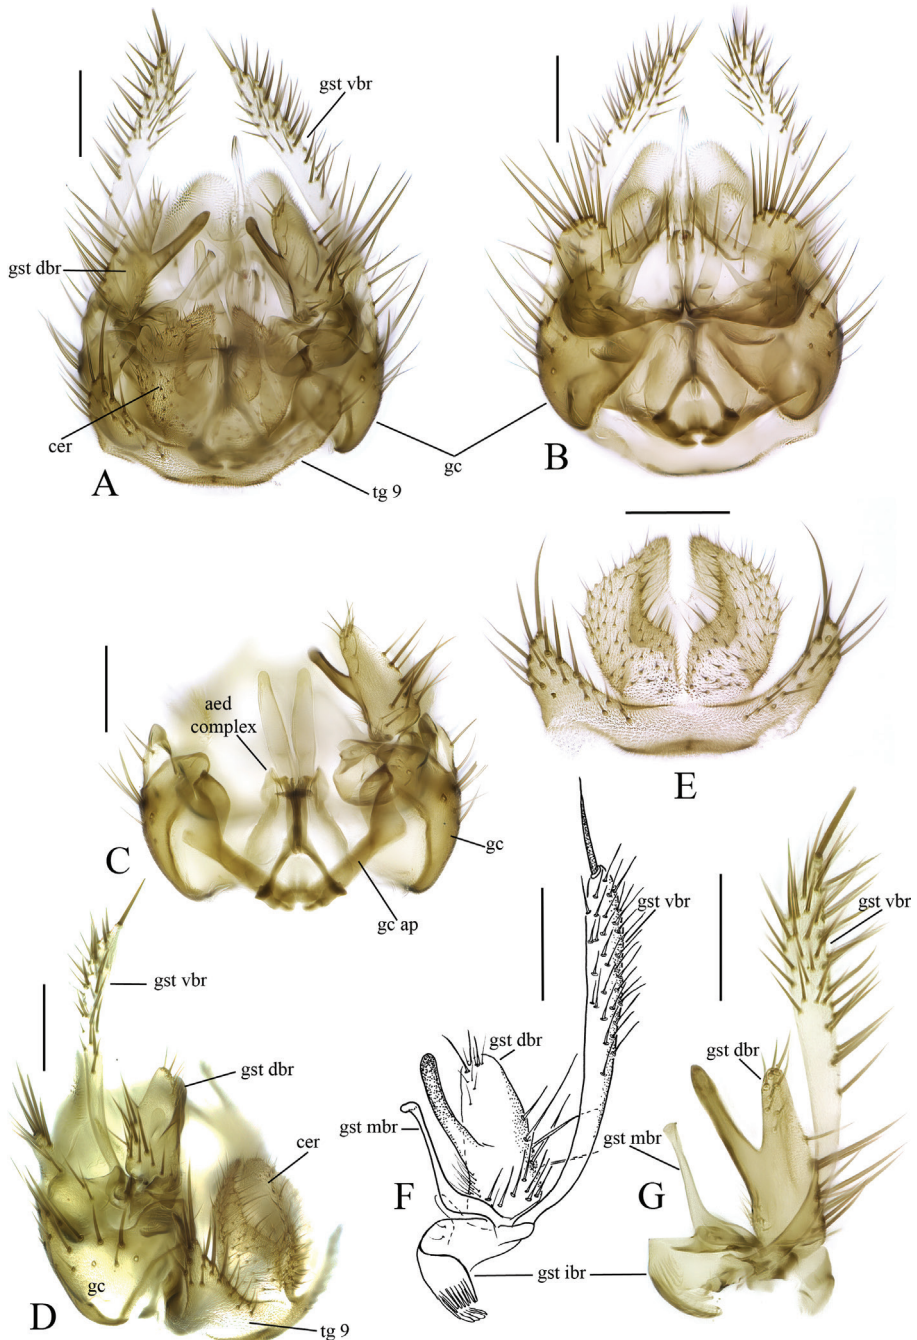 gst vbr
gst dbr
cer
gc
A
B
tg 9
aed
complex
E
C
gc
gc ap
gst vbr
gst vbr
gst vbr
gst dbr
gst dbr
gst dbr
gst mbr
cer
gst mbr
F
G
gst ibr
gc
D
tg 9